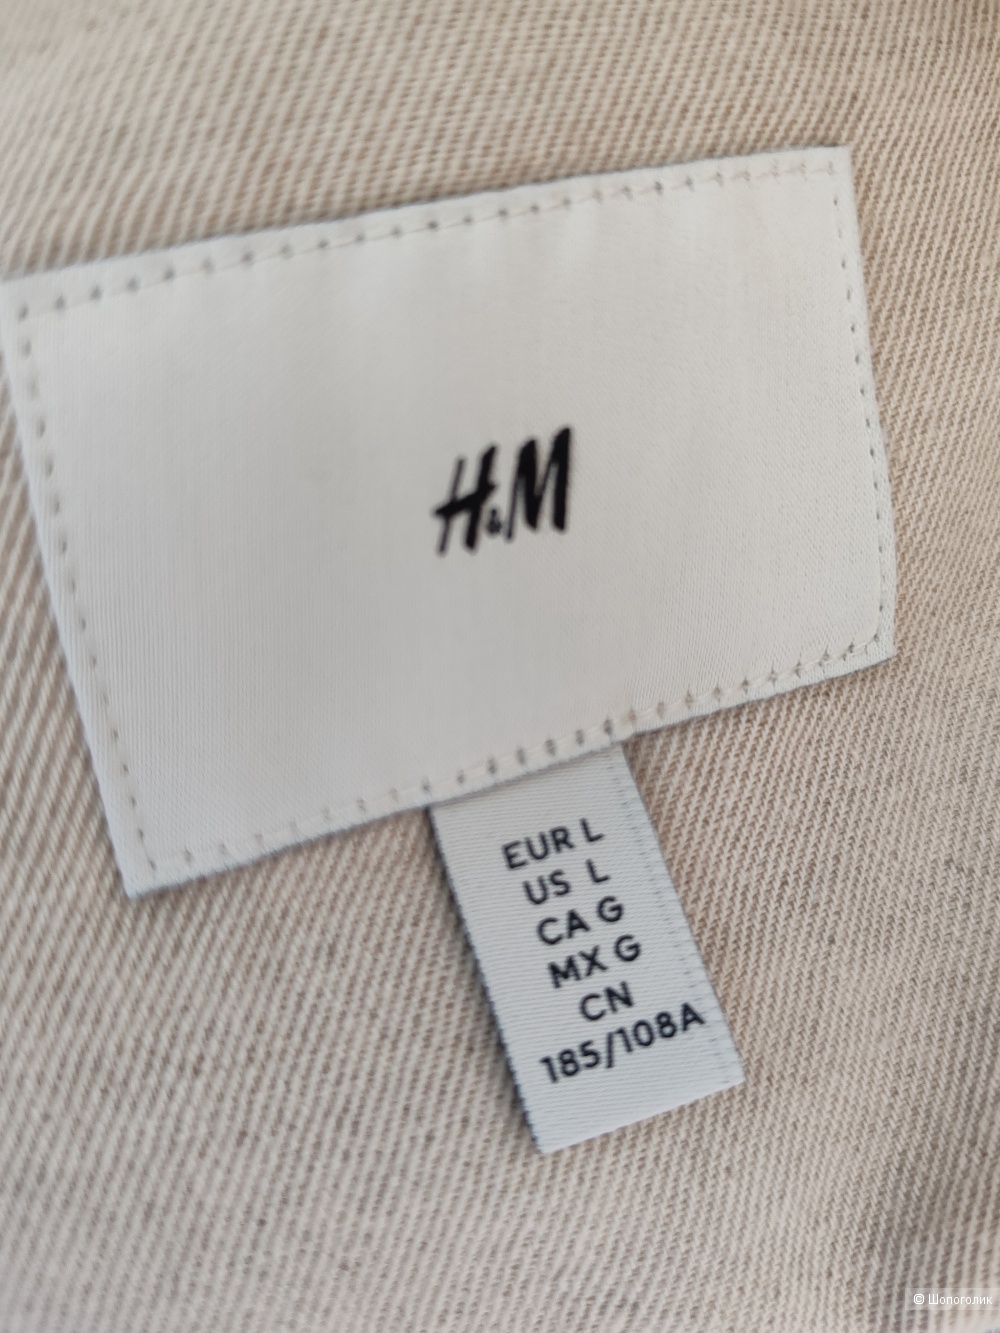 H&M
EUR L
US L
CA G
MX G
CN
185/108A
© Шопоголик